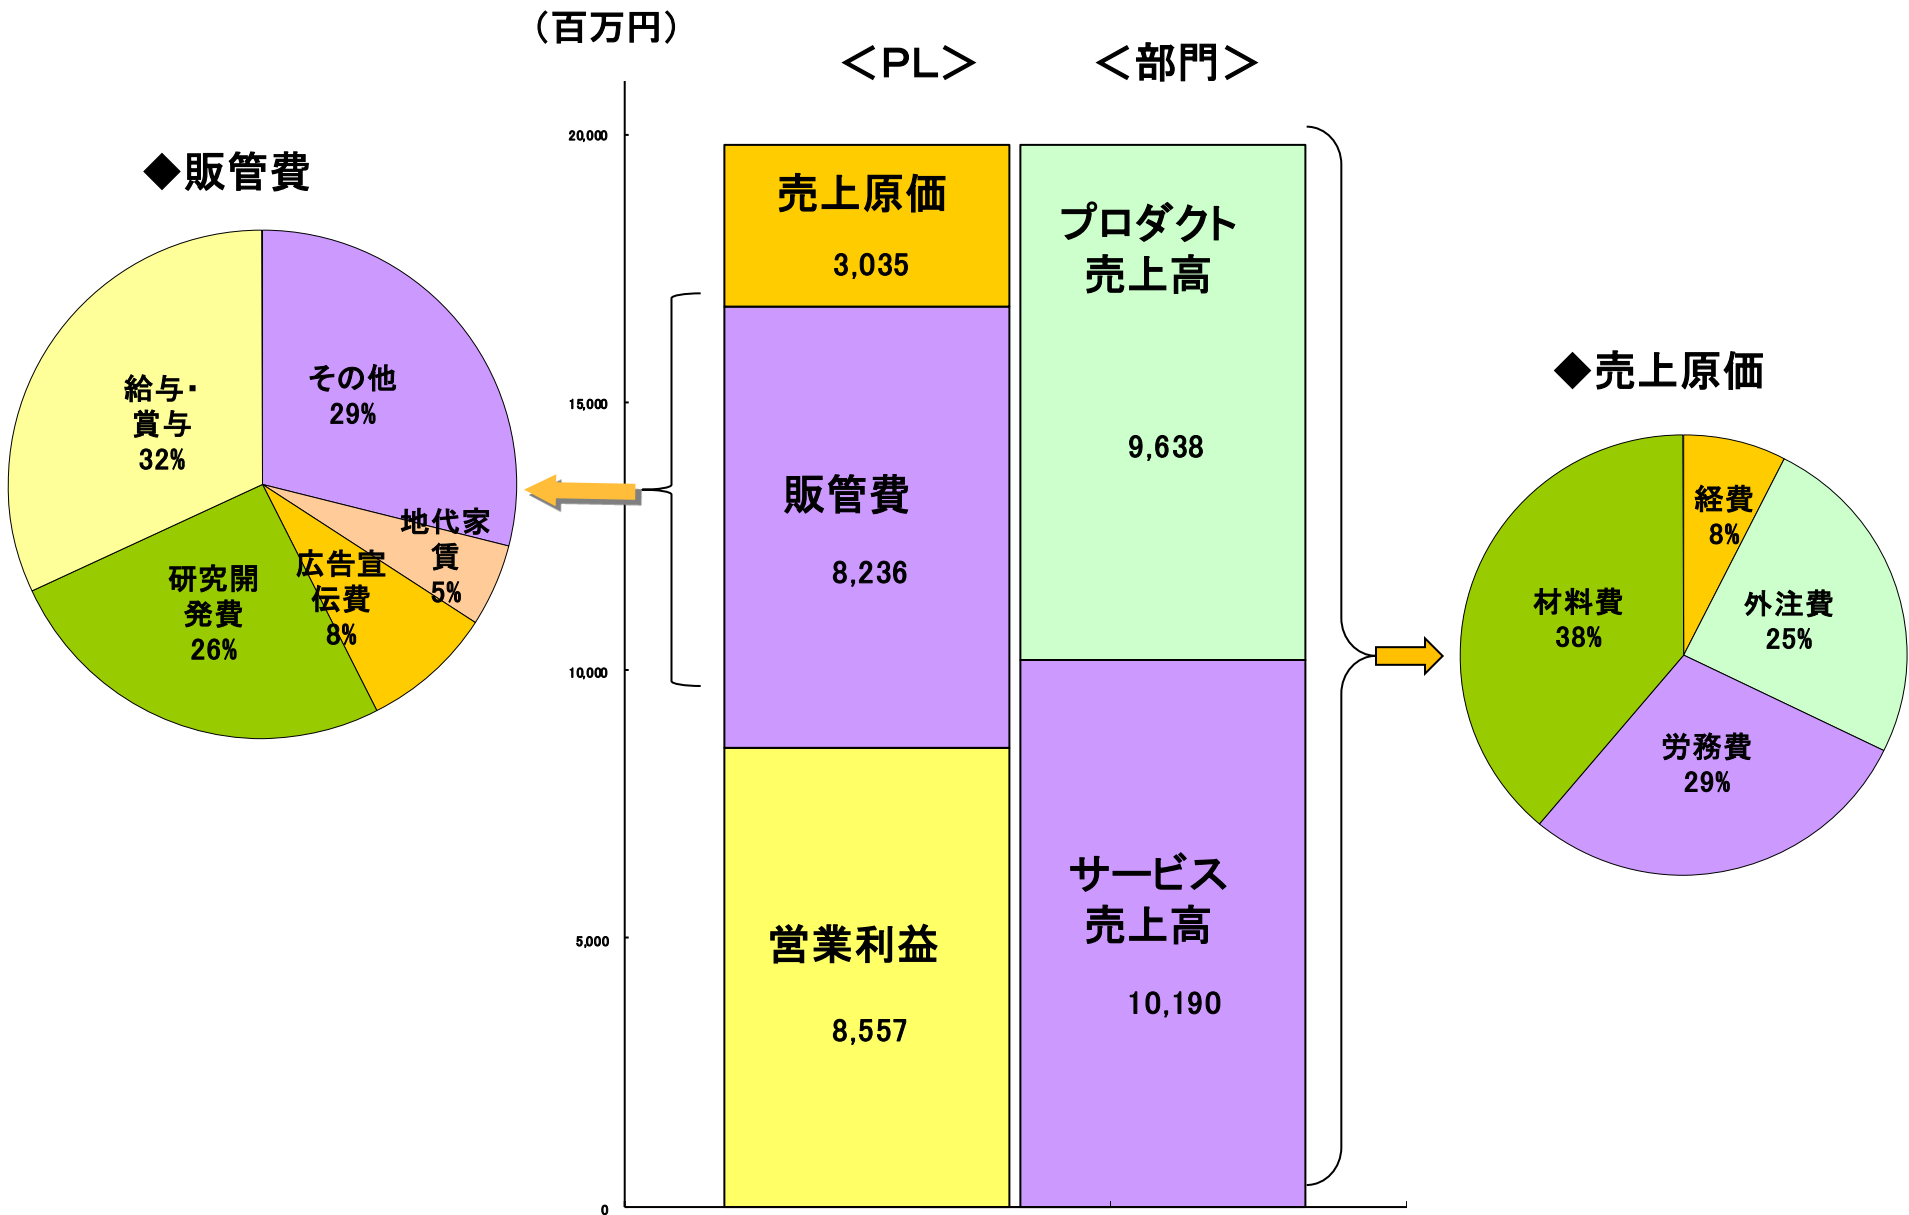 （百万円）
＜PL＞
＜部門＞
◆販管費
その他
29%
地代家
賃
5%
広告宣
伝費
8%
研究開
発費
26%
給与・
賞与
32%
20,000
15,000
10,000
5,000
0
売上原価
3,035
販管費
8,236
営業利益
8,557
プロダクト
売上高
9,638
サービス
売上高
10,190
◆売上原価
経費
8%
外注費
25%
労務費
29%
材料費
38%